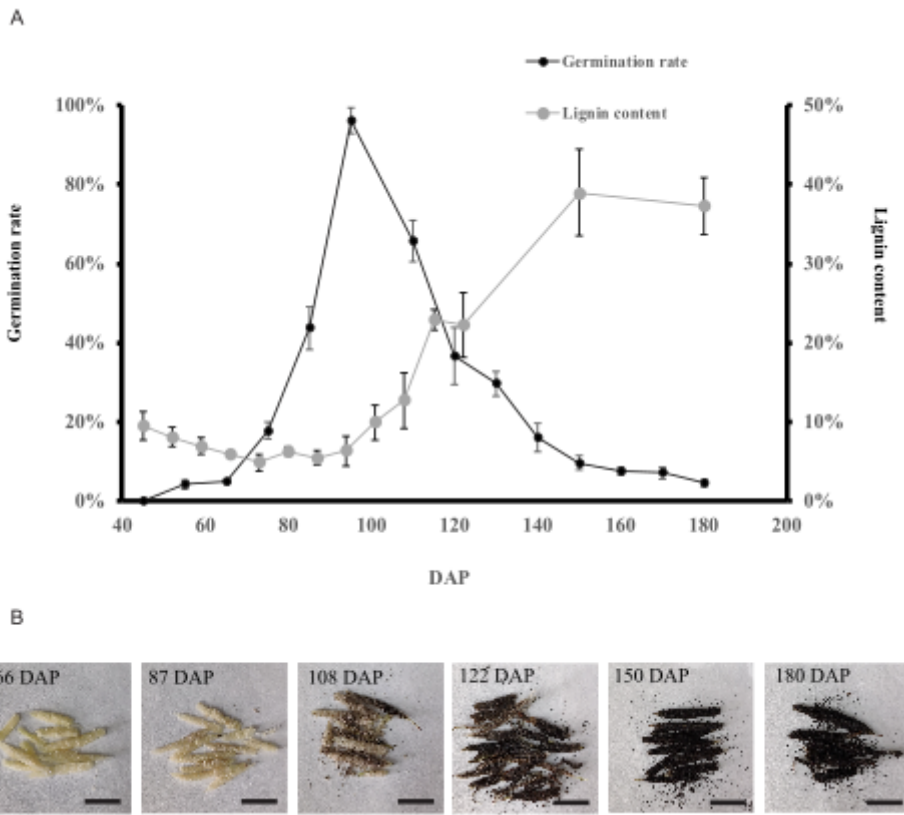 A
Germination rate
Lignin content
100%
80%
60%
40%
20%
0%
50%
40%
30%
20%
10%
0%
Germination rate
Lignin content
40 60 80 100 120 140 160 180 200
DAP
B
66 DAP 87 DAP 108 DAP 122 DAP 150 DAP 180 DAP